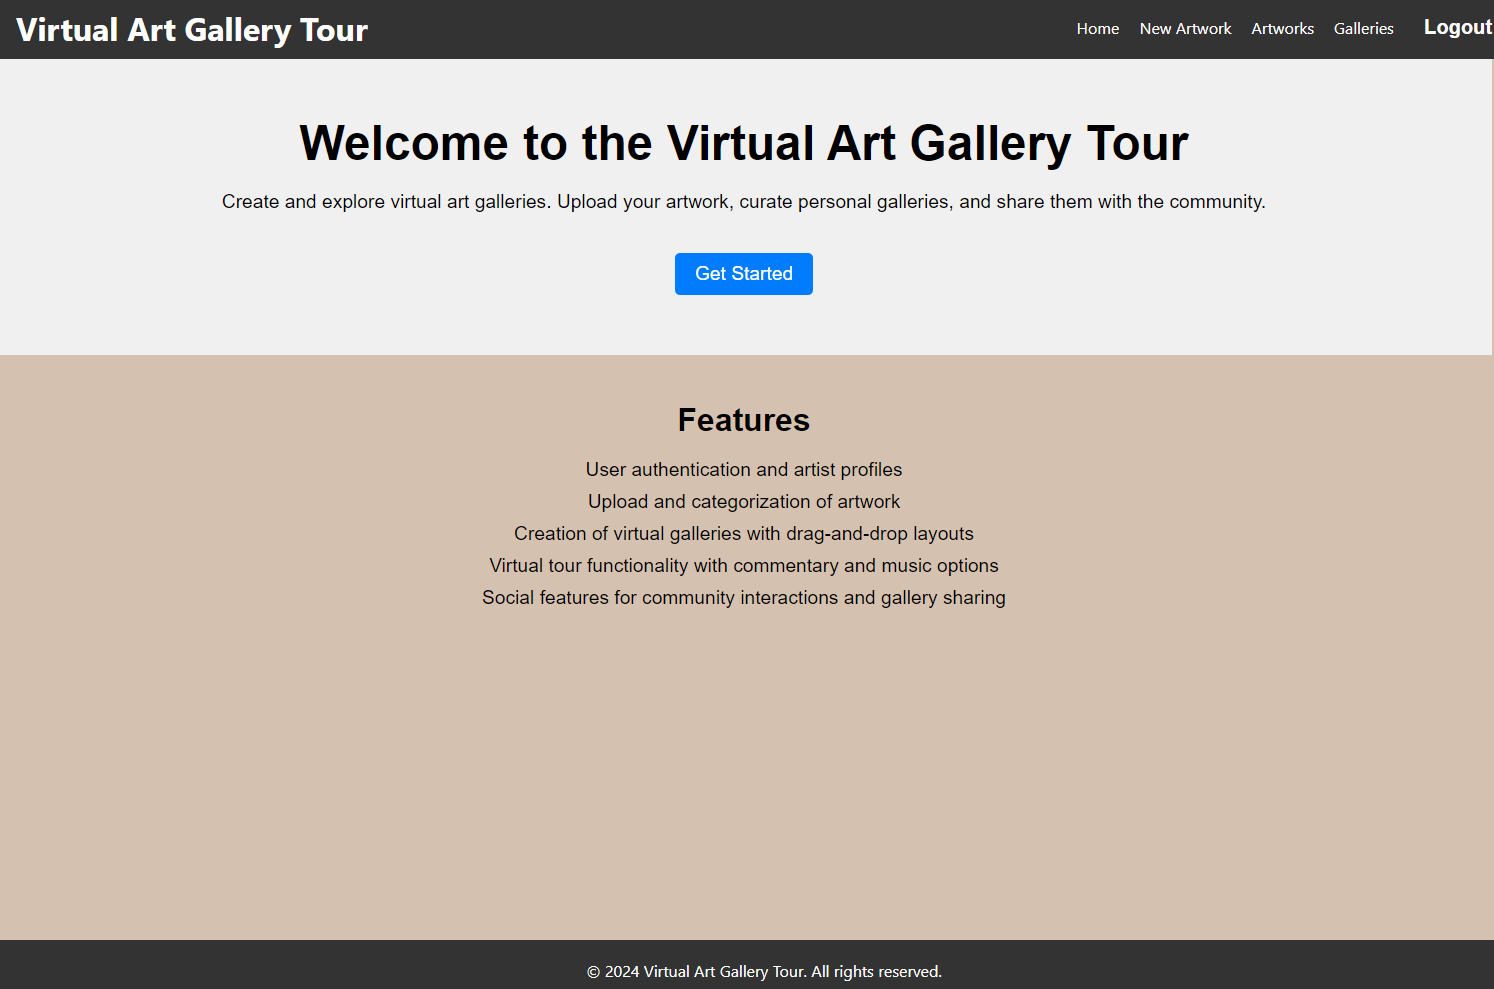 Virtual Art Gallery Tour
Home New Artwork Artworks Galleries Logout
Welcome to the Virtual Art Gallery Tour
Create and explore virtual art galleries. Upload your artwork, curate personal galleries, and share them with the community.
Get Started
Features
User authentication and artist profiles
Upload and categorization of artwork
Creation of virtual galleries with drag-and-drop layouts
Virtual tour functionality with commentary and music options
Social features for community interactions and gallery sharing
© 2024 Virtual Art Gallery Tour. All rights reserved.